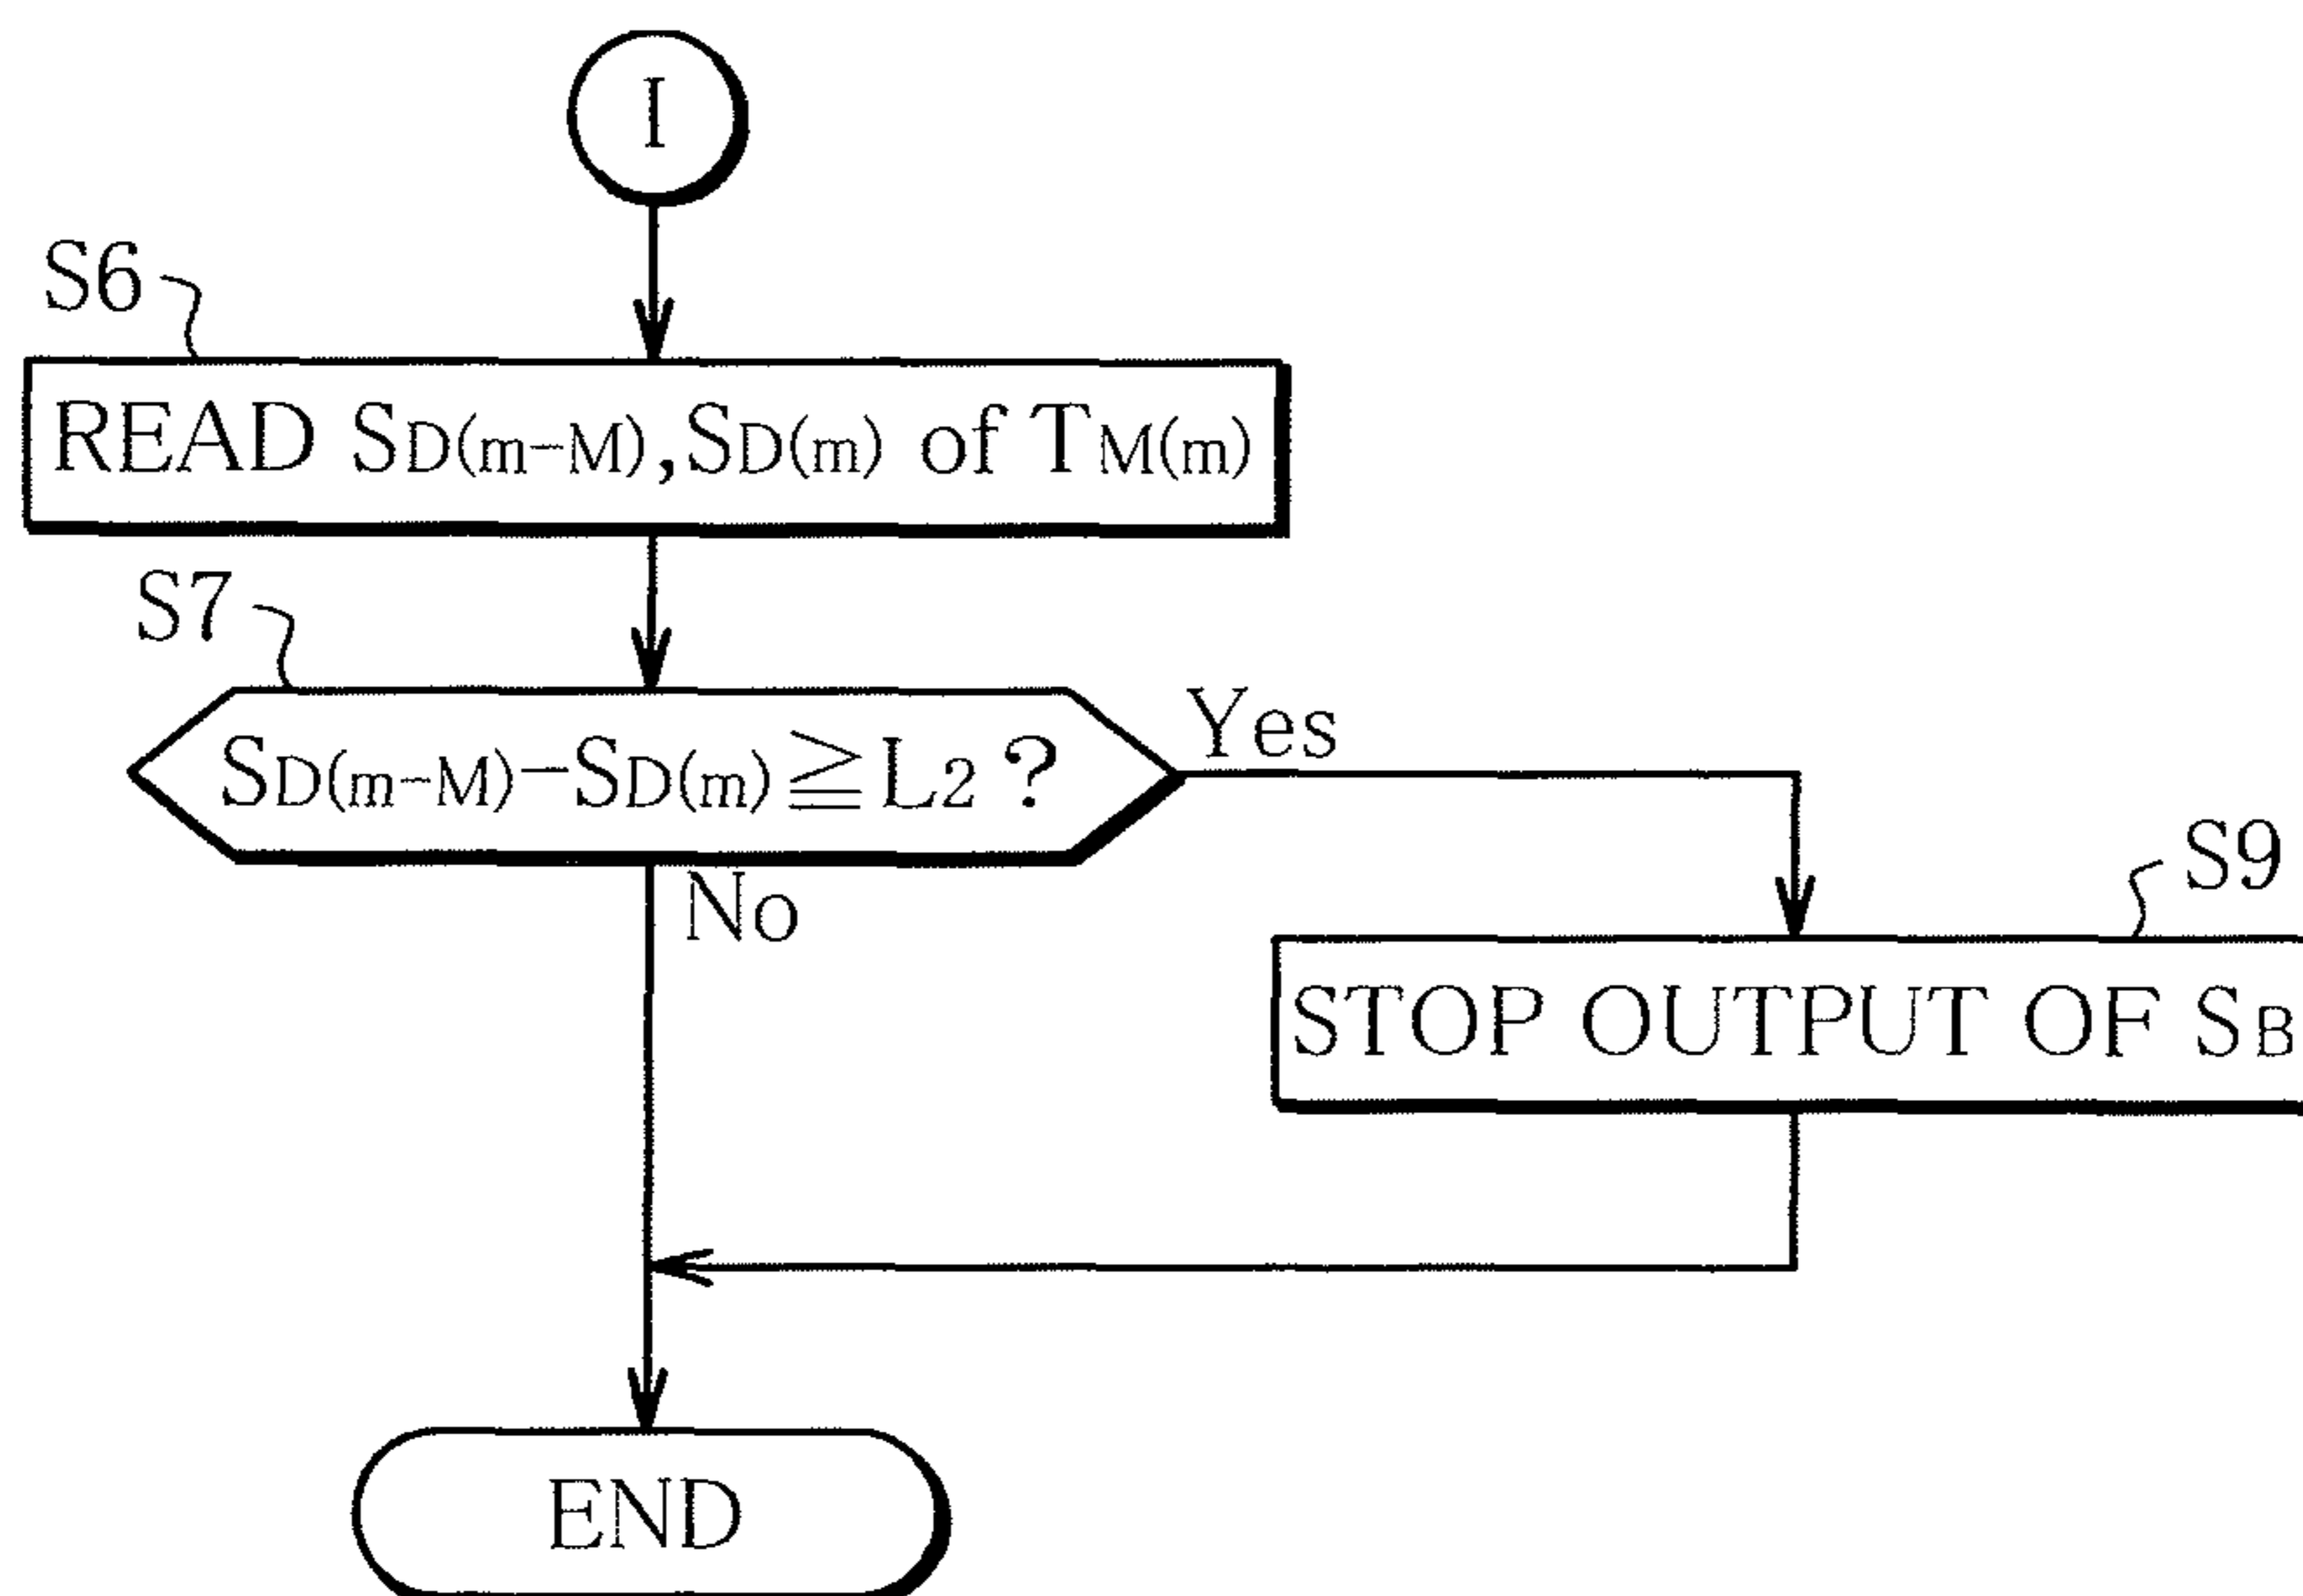 I
S6
READ SD(m-M),SD(m) of TM(m)
S7
SD(m-M)-SD(m)≧L2 ?
Yes
No
S9
STOP OUTPUT OF SB
END